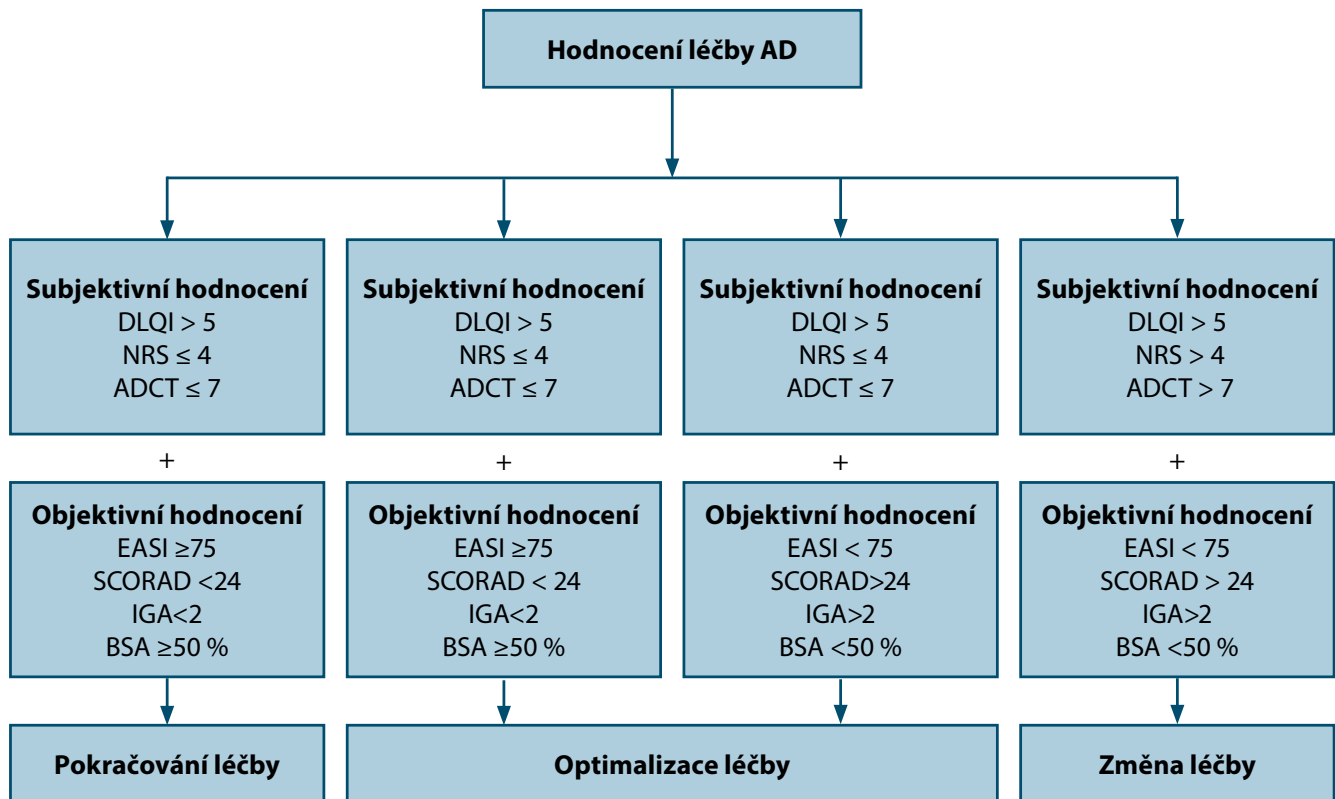 Hodnocení léčby AD
Subjektivní hodnocení
DLQI > 5
NRS ≤ 4
ADCT ≤ 7
Subjektivní hodnocení
DLQI > 5
NRS ≤ 4
ADCT ≤ 7
Subjektivní hodnocení
DLQI > 5
NRS ≤ 4
ADCT ≤ 7
Subjektivní hodnocení
DLQI > 5
NRS > 4
ADCT > 7
+
+
+
+
Objektivní hodnocení
EASI ≥75
SCORAD <24
IGA<2
BSA ≥50 %
Objektivní hodnocení
EASI ≥75
SCORAD < 24
IGA<2
BSA ≥50 %
Objektivní hodnocení
EASI < 75
SCORAD>24
IGA>2
BSA <50 %
Objektivní hodnocení
EASI < 75
SCORAD > 24
IGA>2
BSA <50 %
Pokračování léčby
Optimalizace léčby
Změna léčby